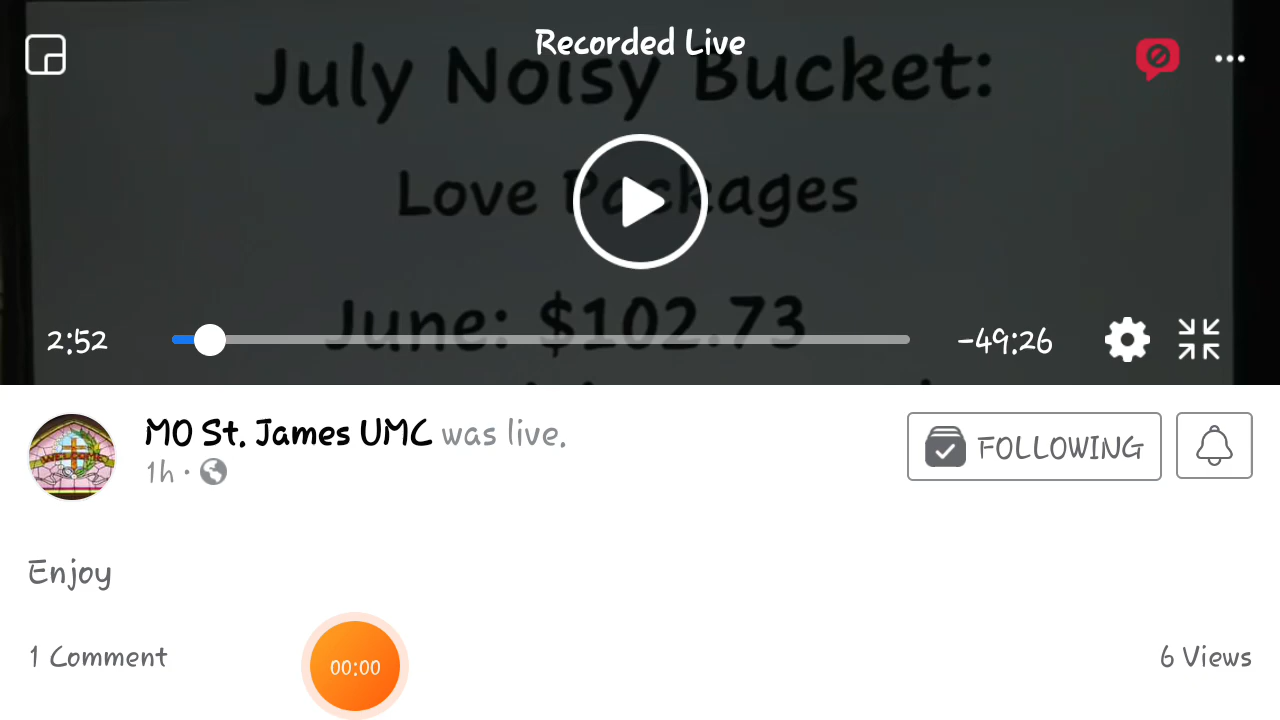 Recorded Live
July Noisy Bucket:
Love Packages
June: $102.73
2:52
-49:26
MO St. James UMC was live.
FOLLOWING
1h ·
WELCOME
Enjoy
1 Comment
00:00
6 Views